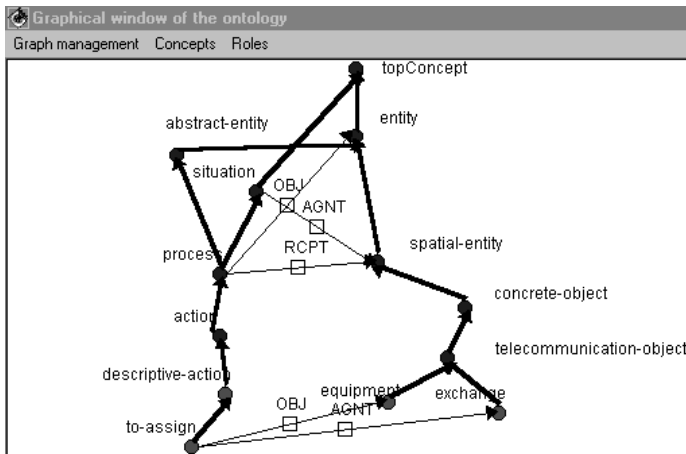 Graphical window of the ontology
Graph management Concepts Roles
topConcept
entity
abstract-entity
situation
OBJ
AGNT
RCPT
process
spatial-entity
concrete-object
action
telecommunication-object
descriptive-action
equipment
exchange
OBJ
AGNT
to-assign